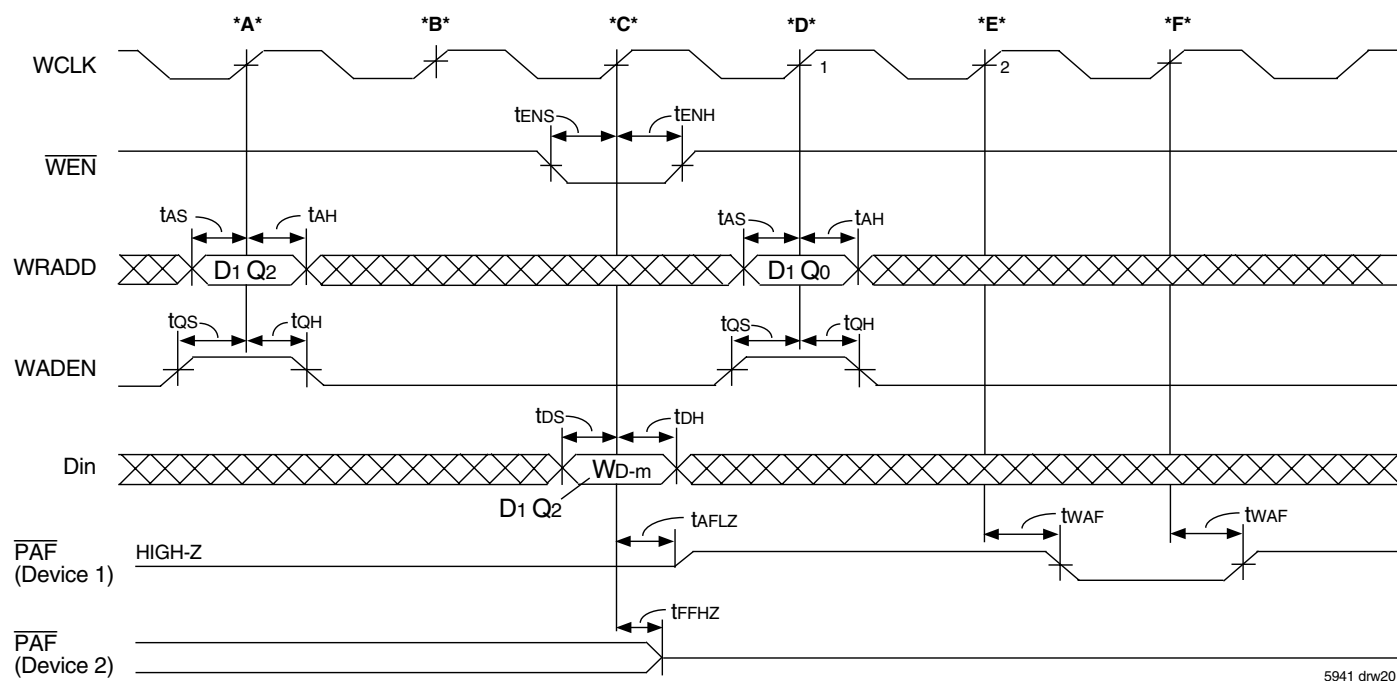 *A* *B* *C* *D* *E* *F*
WCLK 1 2
tENS tENH
WEN
tAS tAH tAS tAH
WRADD D1 Q2 D1 Q0
tQS tQH tQS tQH
WADEN
tDS tDH
Din WD-m
D1 Q2
tAFLZ tWAF tWAF
PAF HIGH-Z
(Device 1)
tFFHZ
PAF
(Device 2)
5941 drw20